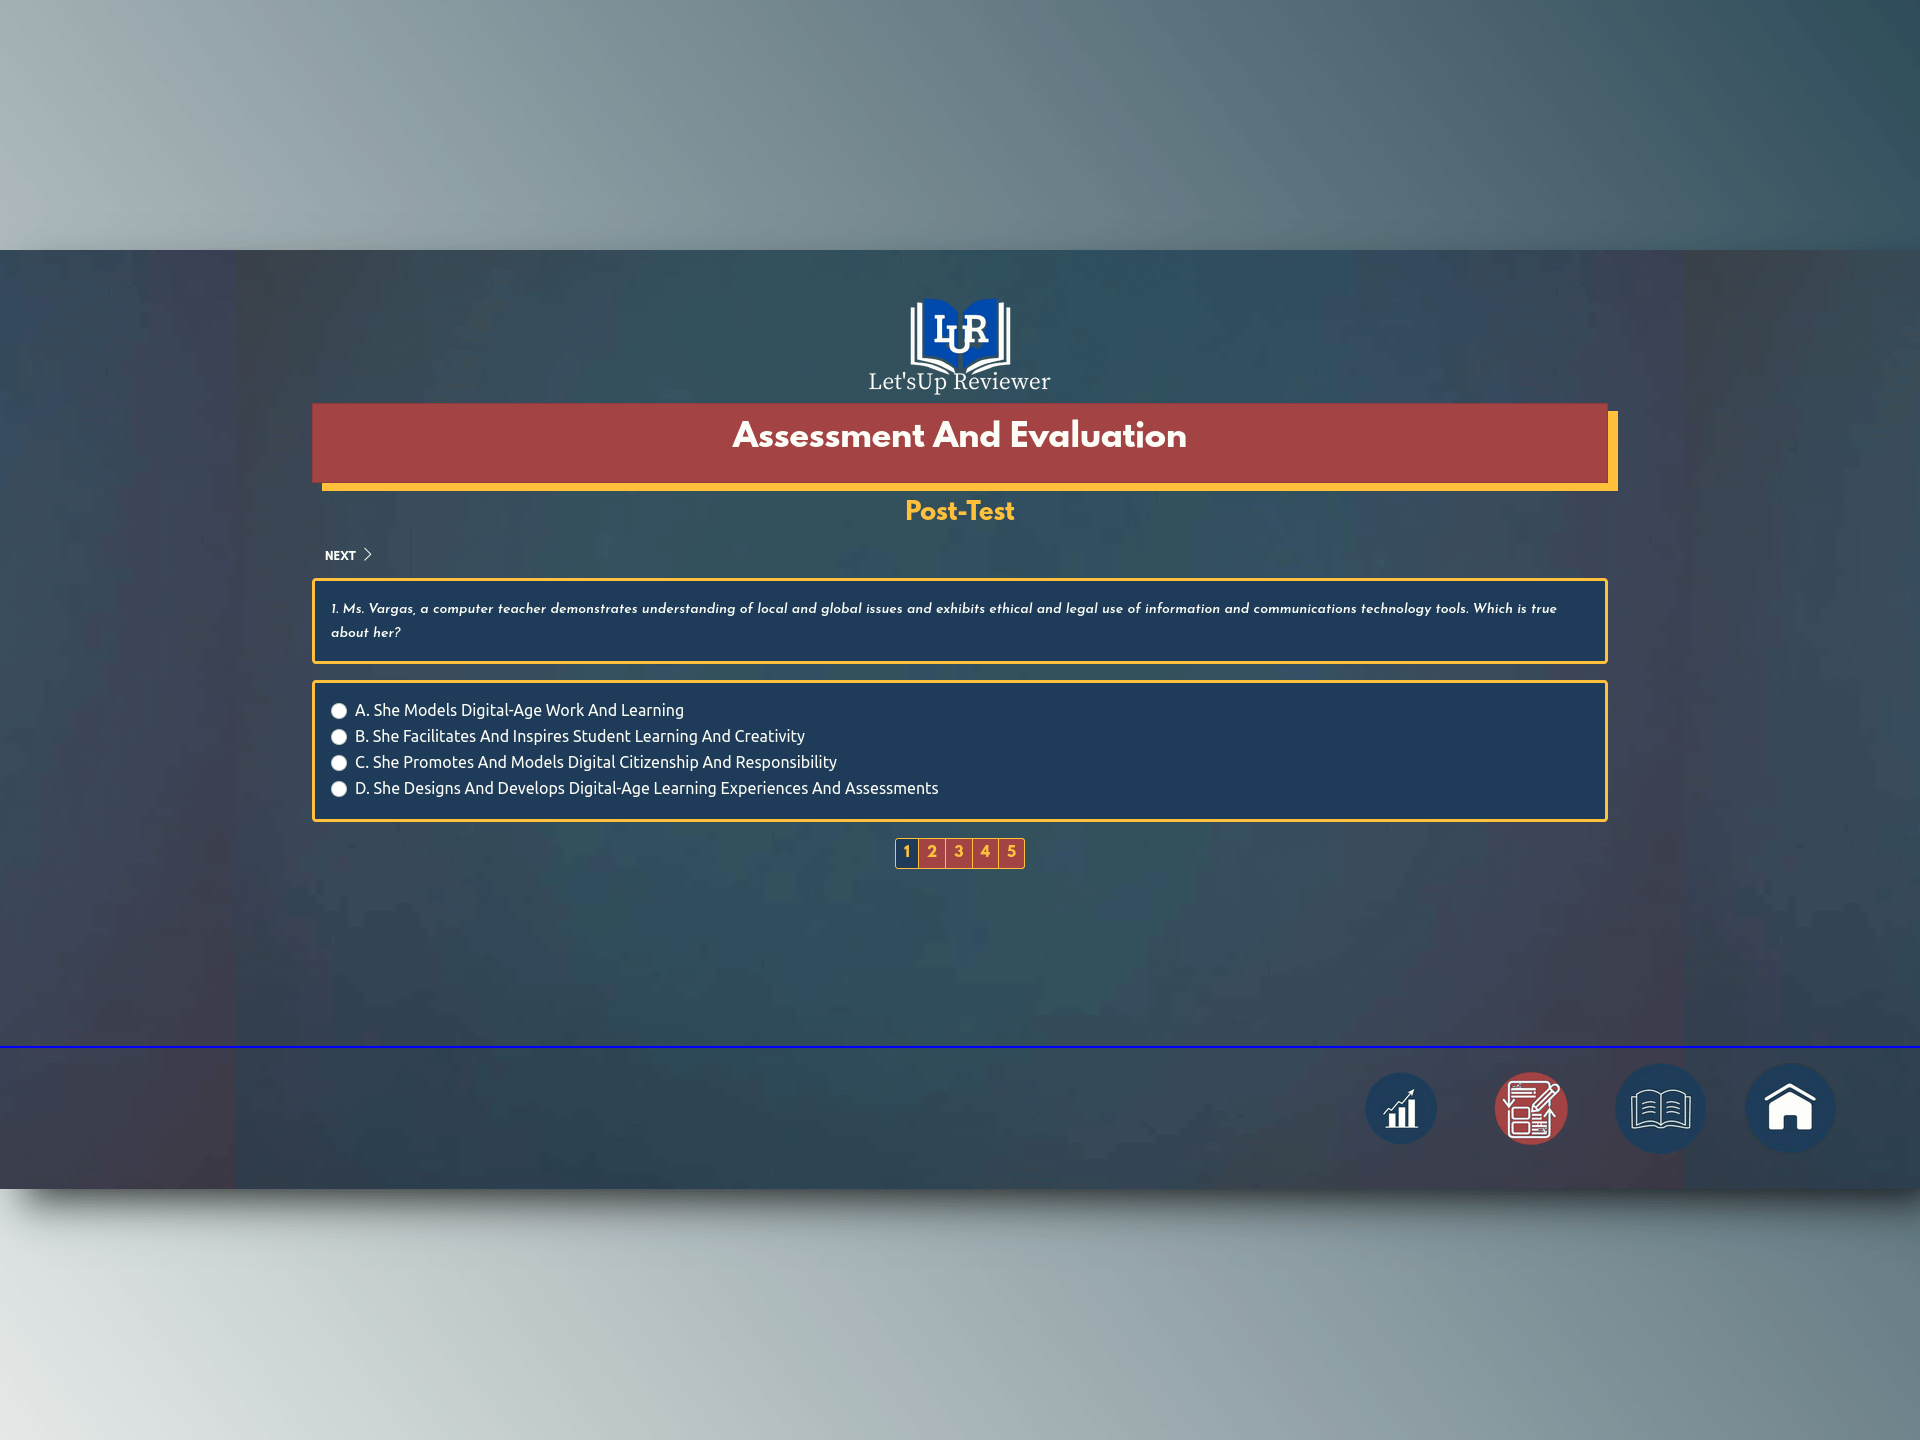 LUR
Let'sUp Reviewer
Assessment And Evaluation
Post-Test
NEXT
1. Ms. Vargas, a computer teacher demonstrates understanding of local and global issues and exhibits ethical and legal use of information and communications technology tools. Which is true
about her?
A. She Models Digital-Age Work And Learning
B. She Facilitates And Inspires Student Learning And Creativity
C. She Promotes And Models Digital Citizenship And Responsibility
D. She Designs And Develops Digital-Age Learning Experiences And Assessments
1 2 3 4 5